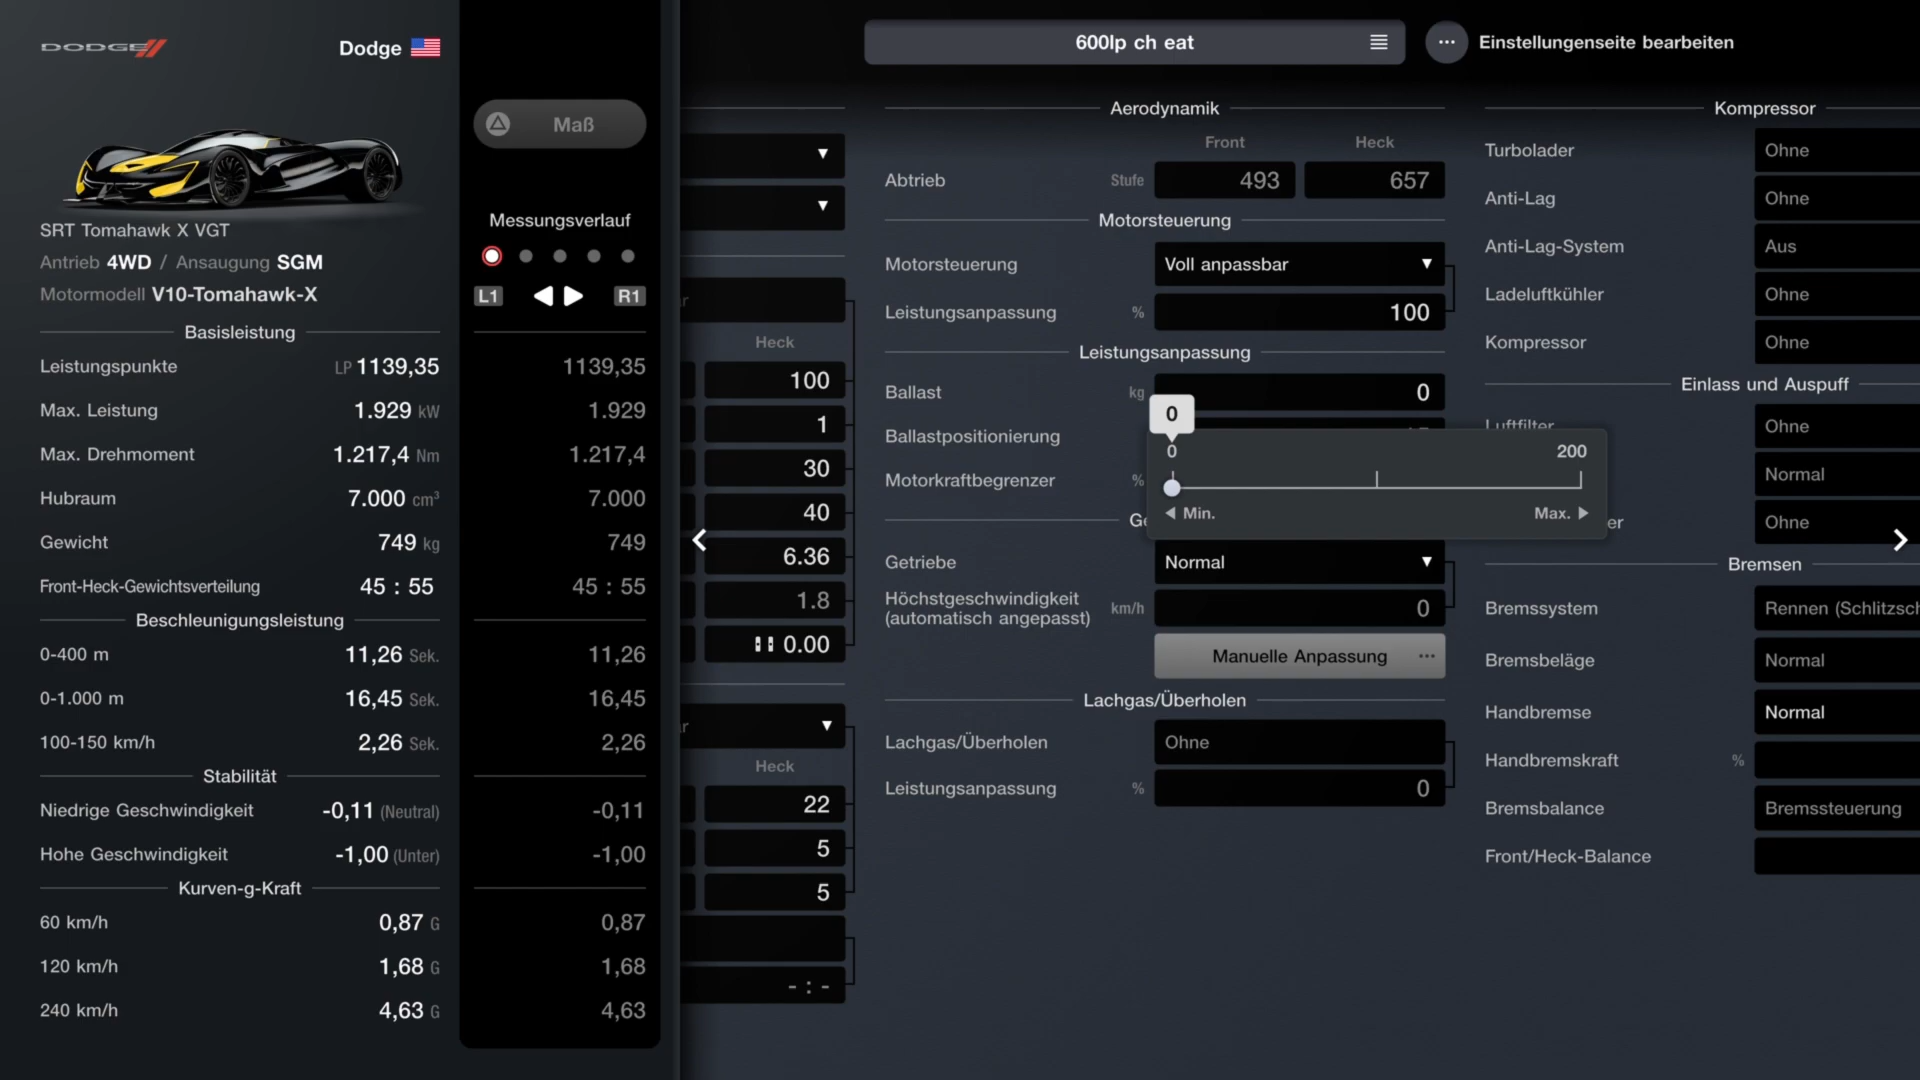 DODGE
Dodge
SRT Tomahawk X VGT
Antrieb 4WD / Ansaugung SGM
Motormodell V10-Tomahawk-X
Basisleistung
Leistungspunkte LP 1139,35
Max. Leistung 1.929 kW
Max. Drehmoment 1.217,4 Nm
Hubraum 7.000 cm³
Gewicht 749 kg
Front-Heck-Gewichtsverteilung 45 : 55
Beschleunigungsleistung
0-400 m 11,26 Sek.
0-1.000 m 16,45 Sek.
100-150 km/h 2,26 Sek.
Stabilität
Niedrige Geschwindigkeit -0,11 (Neutral)
Hohe Geschwindigkeit -1,00 (Unter)
Kurven-g-Kraft
60 km/h 0,87 G
120 km/h 1,68 G
240 km/h 4,63 G
Maß
Messungsverlauf
L1 R1
1139,35
1.929
1.217,4
7.000
749
45 : 55
11,26
16,45
2,26
-0,11
-1,00
0,87
1,68
4,63
Heck
100
1
30
40
6.36
1.8
0.00
Heck
22
5
5
- : -
600lp ch eat
Einstellungenseite bearbeiten
Aerodynamik
Front Heck
Abtrieb Stufe 493 657
Motorsteuerung
Motorsteuerung Voll anpassbar
Leistungsanpassung % 100
Leistungsanpassung
Ballast kg 0
Ballastpositionierung
Motorkraftbegrenzer %
0
0 200
Min. Max.
Getriebe Normal
Höchstgeschwindigkeit
(automatisch angepasst) km/h 0
Manuelle Anpassung
Lachgas/Überholen
Lachgas/Überholen Ohne
Leistungsanpassung % 0
Kompressor
Turbolader Ohne
Anti-Lag Ohne
Anti-Lag-System Aus
Ladeluftkühler Ohne
Kompressor Ohne
Einlass und Auspuff
Luftfilter Ohne
Normal
er Ohne
Bremsen
Bremssystem Rennen (Schlitzsch
Bremsbeläge Normal
Handbremse Normal
Handbremskraft %
Bremsbalance Bremssteuerung
Front/Heck-Balance